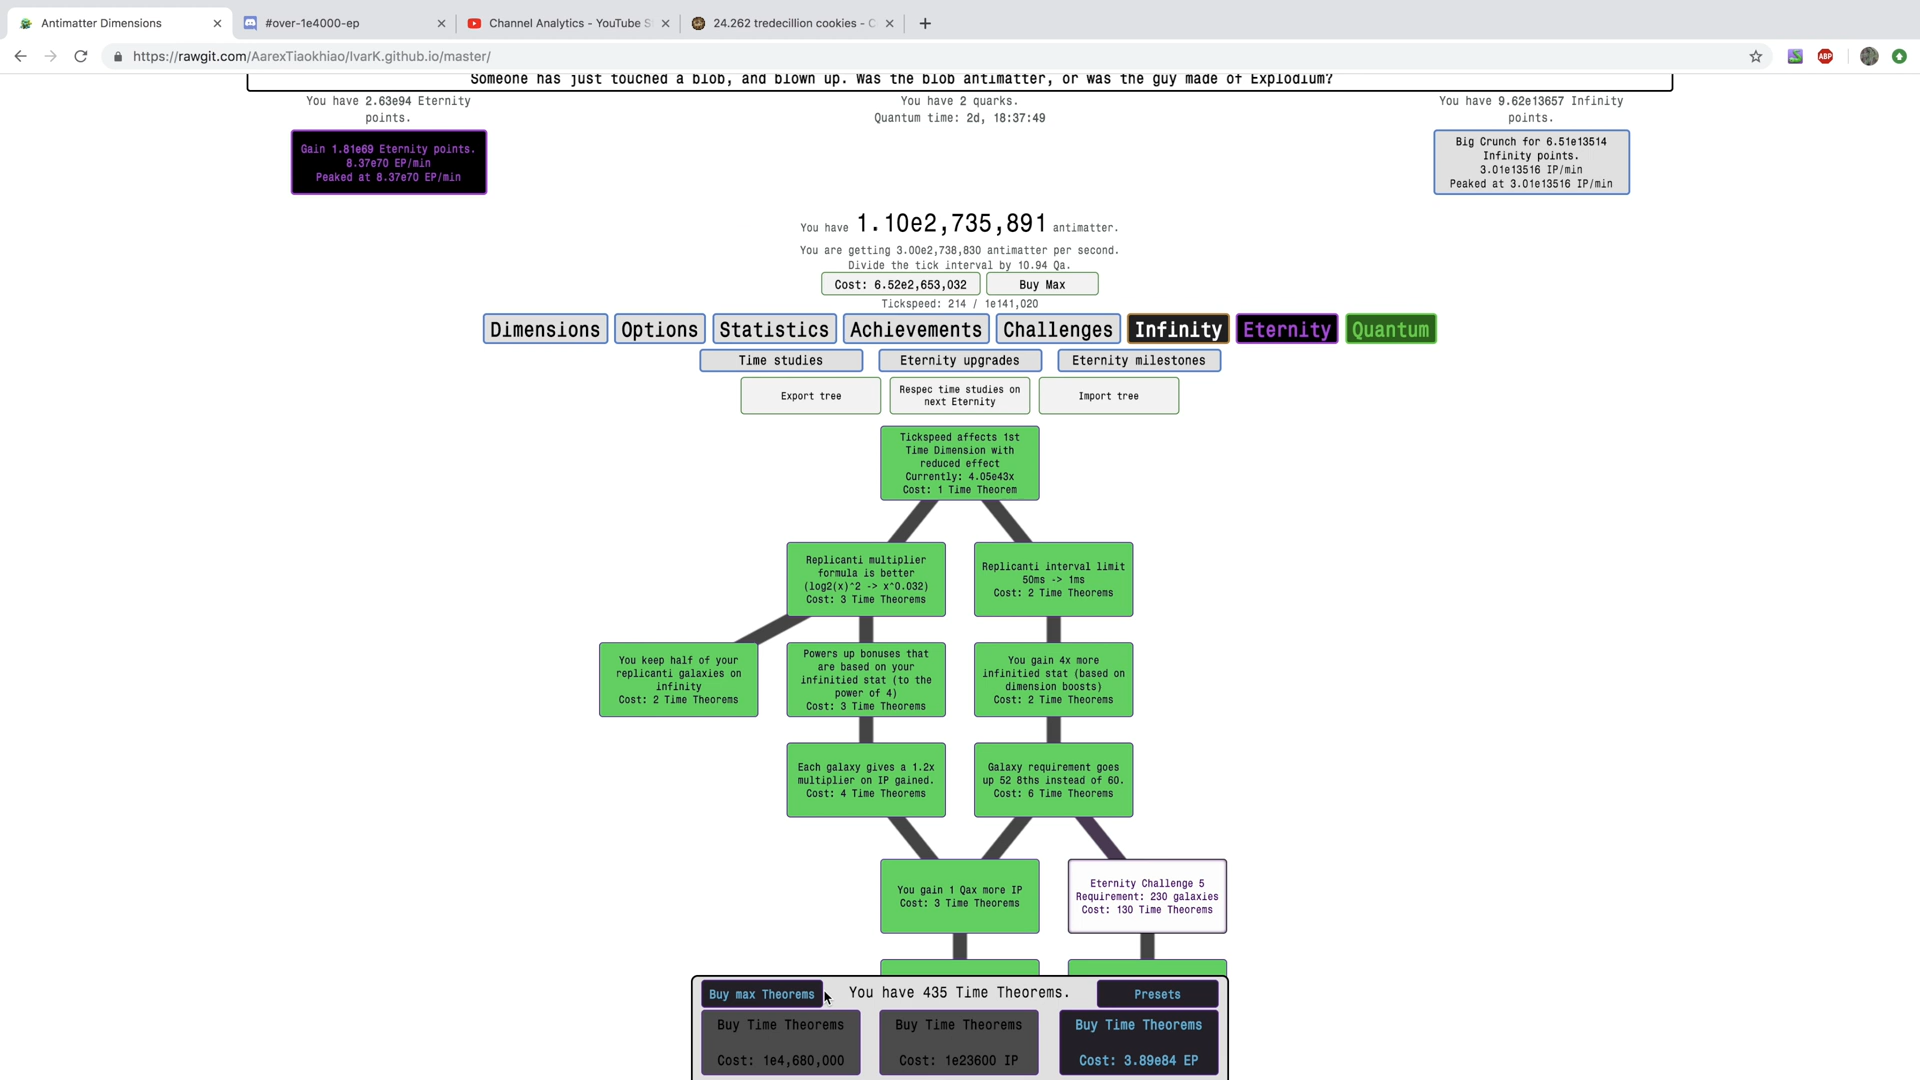 Antimatter Dimensions
#over-1e4000-ep
Channel Analytics - YouTube S
24.262 tredecillion cookies - C
https://rawgit.com/AarexTiaokhiao/IvarK.github.io/master/
ABP
Someone has just touched a blob, and blown up. Was the blob antimatter, or was the guy made of Explodium?
You have 2.63e94 Eternity
points.
Gain 1.81e69 Eternity points.
8.37e70 EP/min
Peaked at 8.37e70 EP/min
You have 2 quarks.
Quantum time: 2d, 18:37:49
You have 9.62e13657 Infinity
points.
Big Crunch for 6.51e13514
Infinity points.
3.01e13516 IP/min
Peaked at 3.01e13516 IP/min
You have 1.10e2,735,891 antimatter.
You are getting 3.00e2,738,830 antimatter per second.
Divide the tick interval by 10.94 Qa.
Cost: 6.52e2,653,032
Buy Max
Tickspeed: 214 / 1e141,020
Dimensions
Options
Statistics
Achievements
Challenges
Infinity
Eternity
Quantum
Time studies
Eternity upgrades
Eternity milestones
Export tree
Respec time studies on
next Eternity
Import tree
Tickspeed affects 1st
Time Dimension with
reduced effect
Currently: 4.05e43x
Cost: 1 Time Theorem
Replicanti multiplier
formula is better
(log2(x)^2 -> x^0.032)
Cost: 3 Time Theorems
Replicanti interval limit
50ms -> 1ms
Cost: 2 Time Theorems
You keep half of your
replicanti galaxies on
infinity
Cost: 2 Time Theorems
Powers up bonuses that
are based on your
infinitied stat (to the
power of 4)
Cost: 3 Time Theorems
You gain 4x more
infinitied stat (based on
dimension boosts)
Cost: 2 Time Theorems
Each galaxy gives a 1.2x
multiplier on IP gained.
Cost: 4 Time Theorems
Galaxy requirement goes
up 52 8ths instead of 60.
Cost: 6 Time Theorems
You gain 1 Qax more IP
Cost: 3 Time Theorems
Eternity Challenge 5
Requirement: 230 galaxies
Cost: 130 Time Theorems
Buy max Theorems
You have 435 Time Theorems.
Presets
Buy Time Theorems
Cost: 1e4,680,000
Buy Time Theorems
Cost: 1e23600 IP
Buy Time Theorems
Cost: 3.89e84 EP